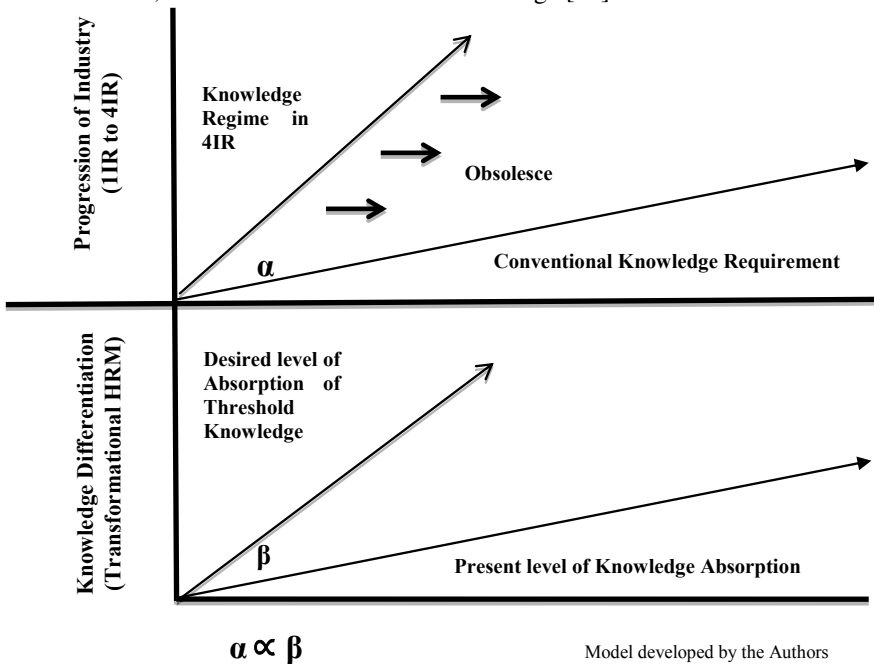 Progression of Industry
(1IR to 4IR)
Knowledge
Regime in
4IR
Obsolesce
α
Conventional Knowledge Requirement
Knowledge Differentiation
(Transformational HRM)
Desired level of
Absorption of
Threshold
Knowledge
β
Present level of Knowledge Absorption
α ∝ β
Model developed by the Authors